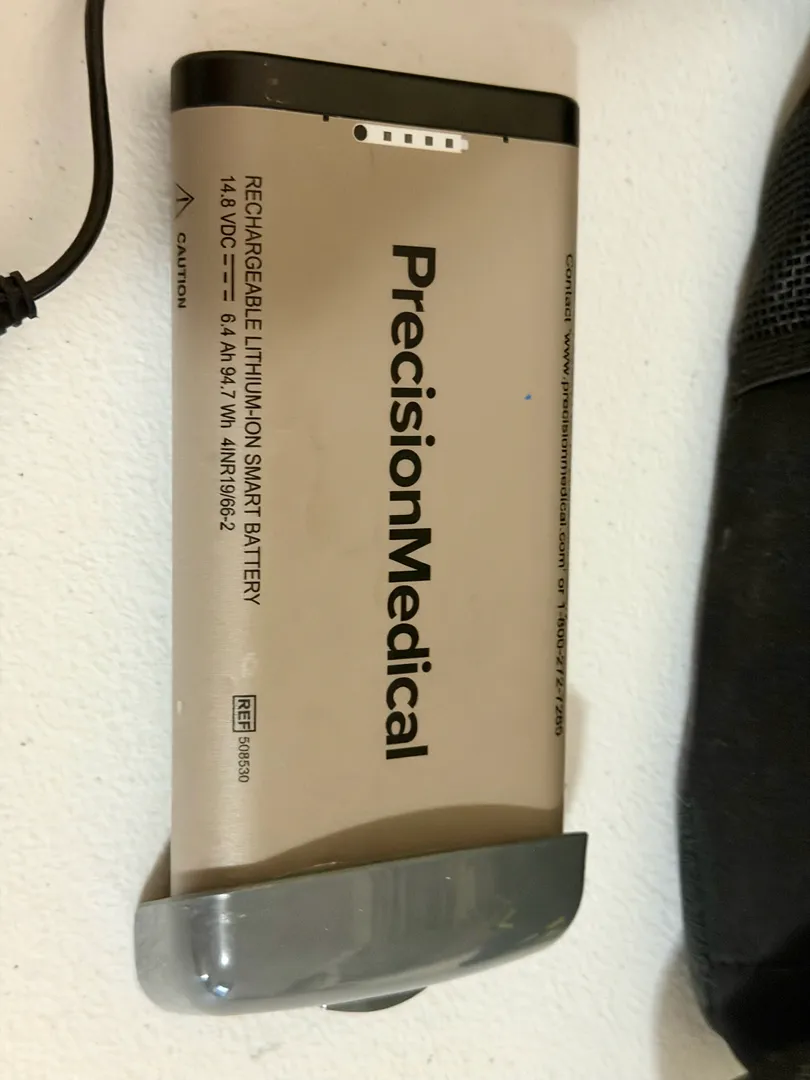 Contact "www.precisionmedical.com" or 1-800-272-7285
PrecisionMedical
RECHARGEABLE LITHIUM-ION SMART BATTERY
14.8 VDC 6.4 Ah 94.7 Wh 4INR19/66-2
REF 508530
CAUTION